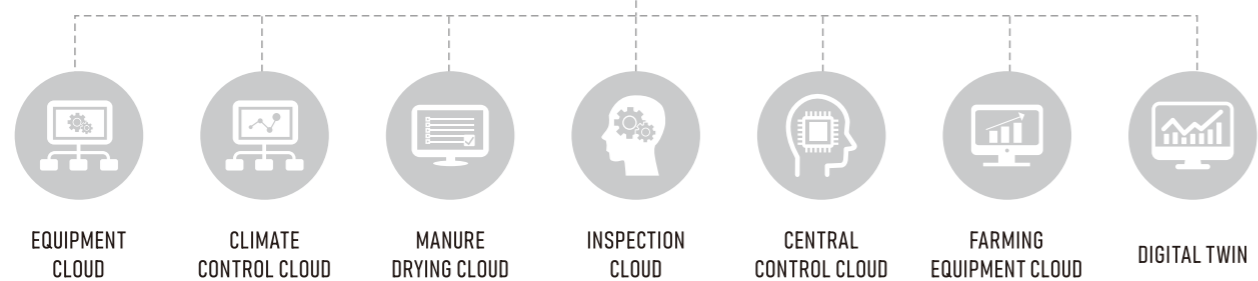 EQUIPMENT
CLOUD
CLIMATE
CONTROL CLOUD
MANURE
DRYING CLOUD
INSPECTION
CLOUD
CENTRAL
CONTROL CLOUD
FARMING
EQUIPMENT CLOUD
DIGITAL TWIN